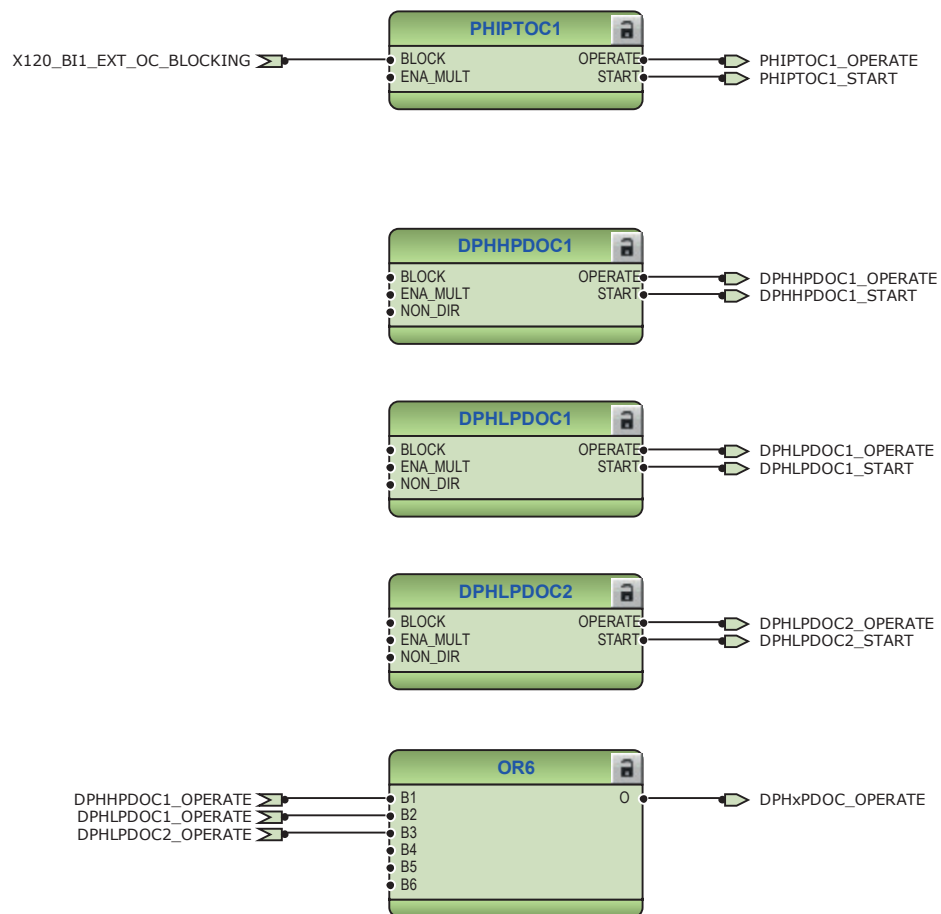 PHIPTOC1
X120_BI1_EXT_OC_BLOCKING BLOCK OPERATE PHIPTOC1_OPERATE
ENA_MULT START PHIPTOC1_START
DPHHPDOC1
BLOCK OPERATE DPHHPDOC1_OPERATE
ENA_MULT START DPHHPDOC1_START
NON_DIR
DPHLPDOC1
BLOCK OPERATE DPHLPDOC1_OPERATE
ENA_MULT START DPHLPDOC1_START
NON_DIR
DPHLPDOC2
BLOCK OPERATE DPHLPDOC2_OPERATE
ENA_MULT START DPHLPDOC2_START
NON_DIR
OR6
DPHHPDOC1_OPERATE B1 O DPHxPDOC_OPERATE
DPHLPDOC1_OPERATE B2
DPHLPDOC2_OPERATE B3
B4
B5
B6